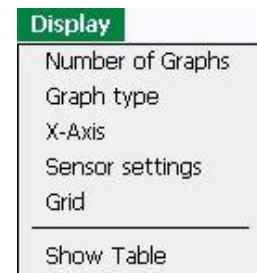 Display
Number of Graphs
Graph type
X-Axis
Sensor settings
Grid
Show Table